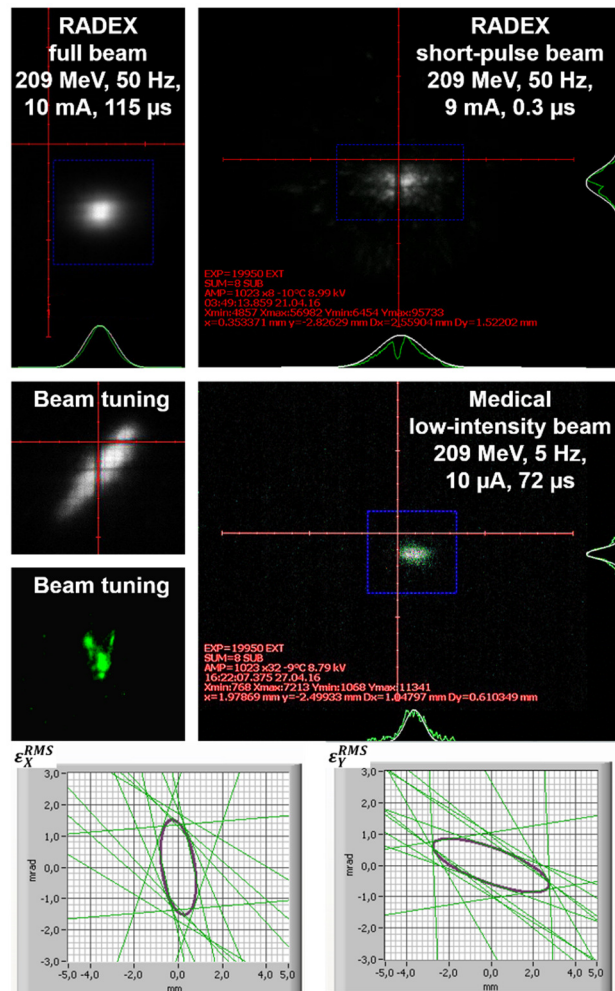 RADEX
full beam
209 MeV, 50 Hz,
10 mA, 115 µs
RADEX
short-pulse beam
209 MeV, 50 Hz,
9 mA, 0.3 µs
EXP=19950 EXT
SUM=8 SUB
AMP=1023 x8 -10°C 8.99 kV
03:49:13.859 21.04.16
Xmin:4857 Xmax:56982 Ymin:6454 Ymax:95733
x=0.353371 mm y=-2.82629 mm Dx=2.55904 mm Dy=1.52202 mm
Beam tuning
Medical
low-intensity beam
209 MeV, 5 Hz,
10 µA, 72 µs
EXP=19950 EXT
SUM=8 SUB
AMP=1023 x32 -9°C 8.79 kV
16:22:07.375 27.04.16
Xmin:768 Xmax:7213 Ymin:1068 Ymax:11341
x=1.97869 mm y=-2.49933 mm Dx=1.04797 mm Dy=0.610349 mm
Beam tuning
ε_X^RMS
3,0
2,0
1,0
0,0
-1,0
-2,0
-3,0
mrad
-5,0 -2,0 0,0 2,0 5,0
mm
ε_Y^RMS
3,0
2,0
1,0
0,0
-1,0
-2,0
-3,0
mrad
-5,0 -2,0 0,0 2,0 5,0
mm